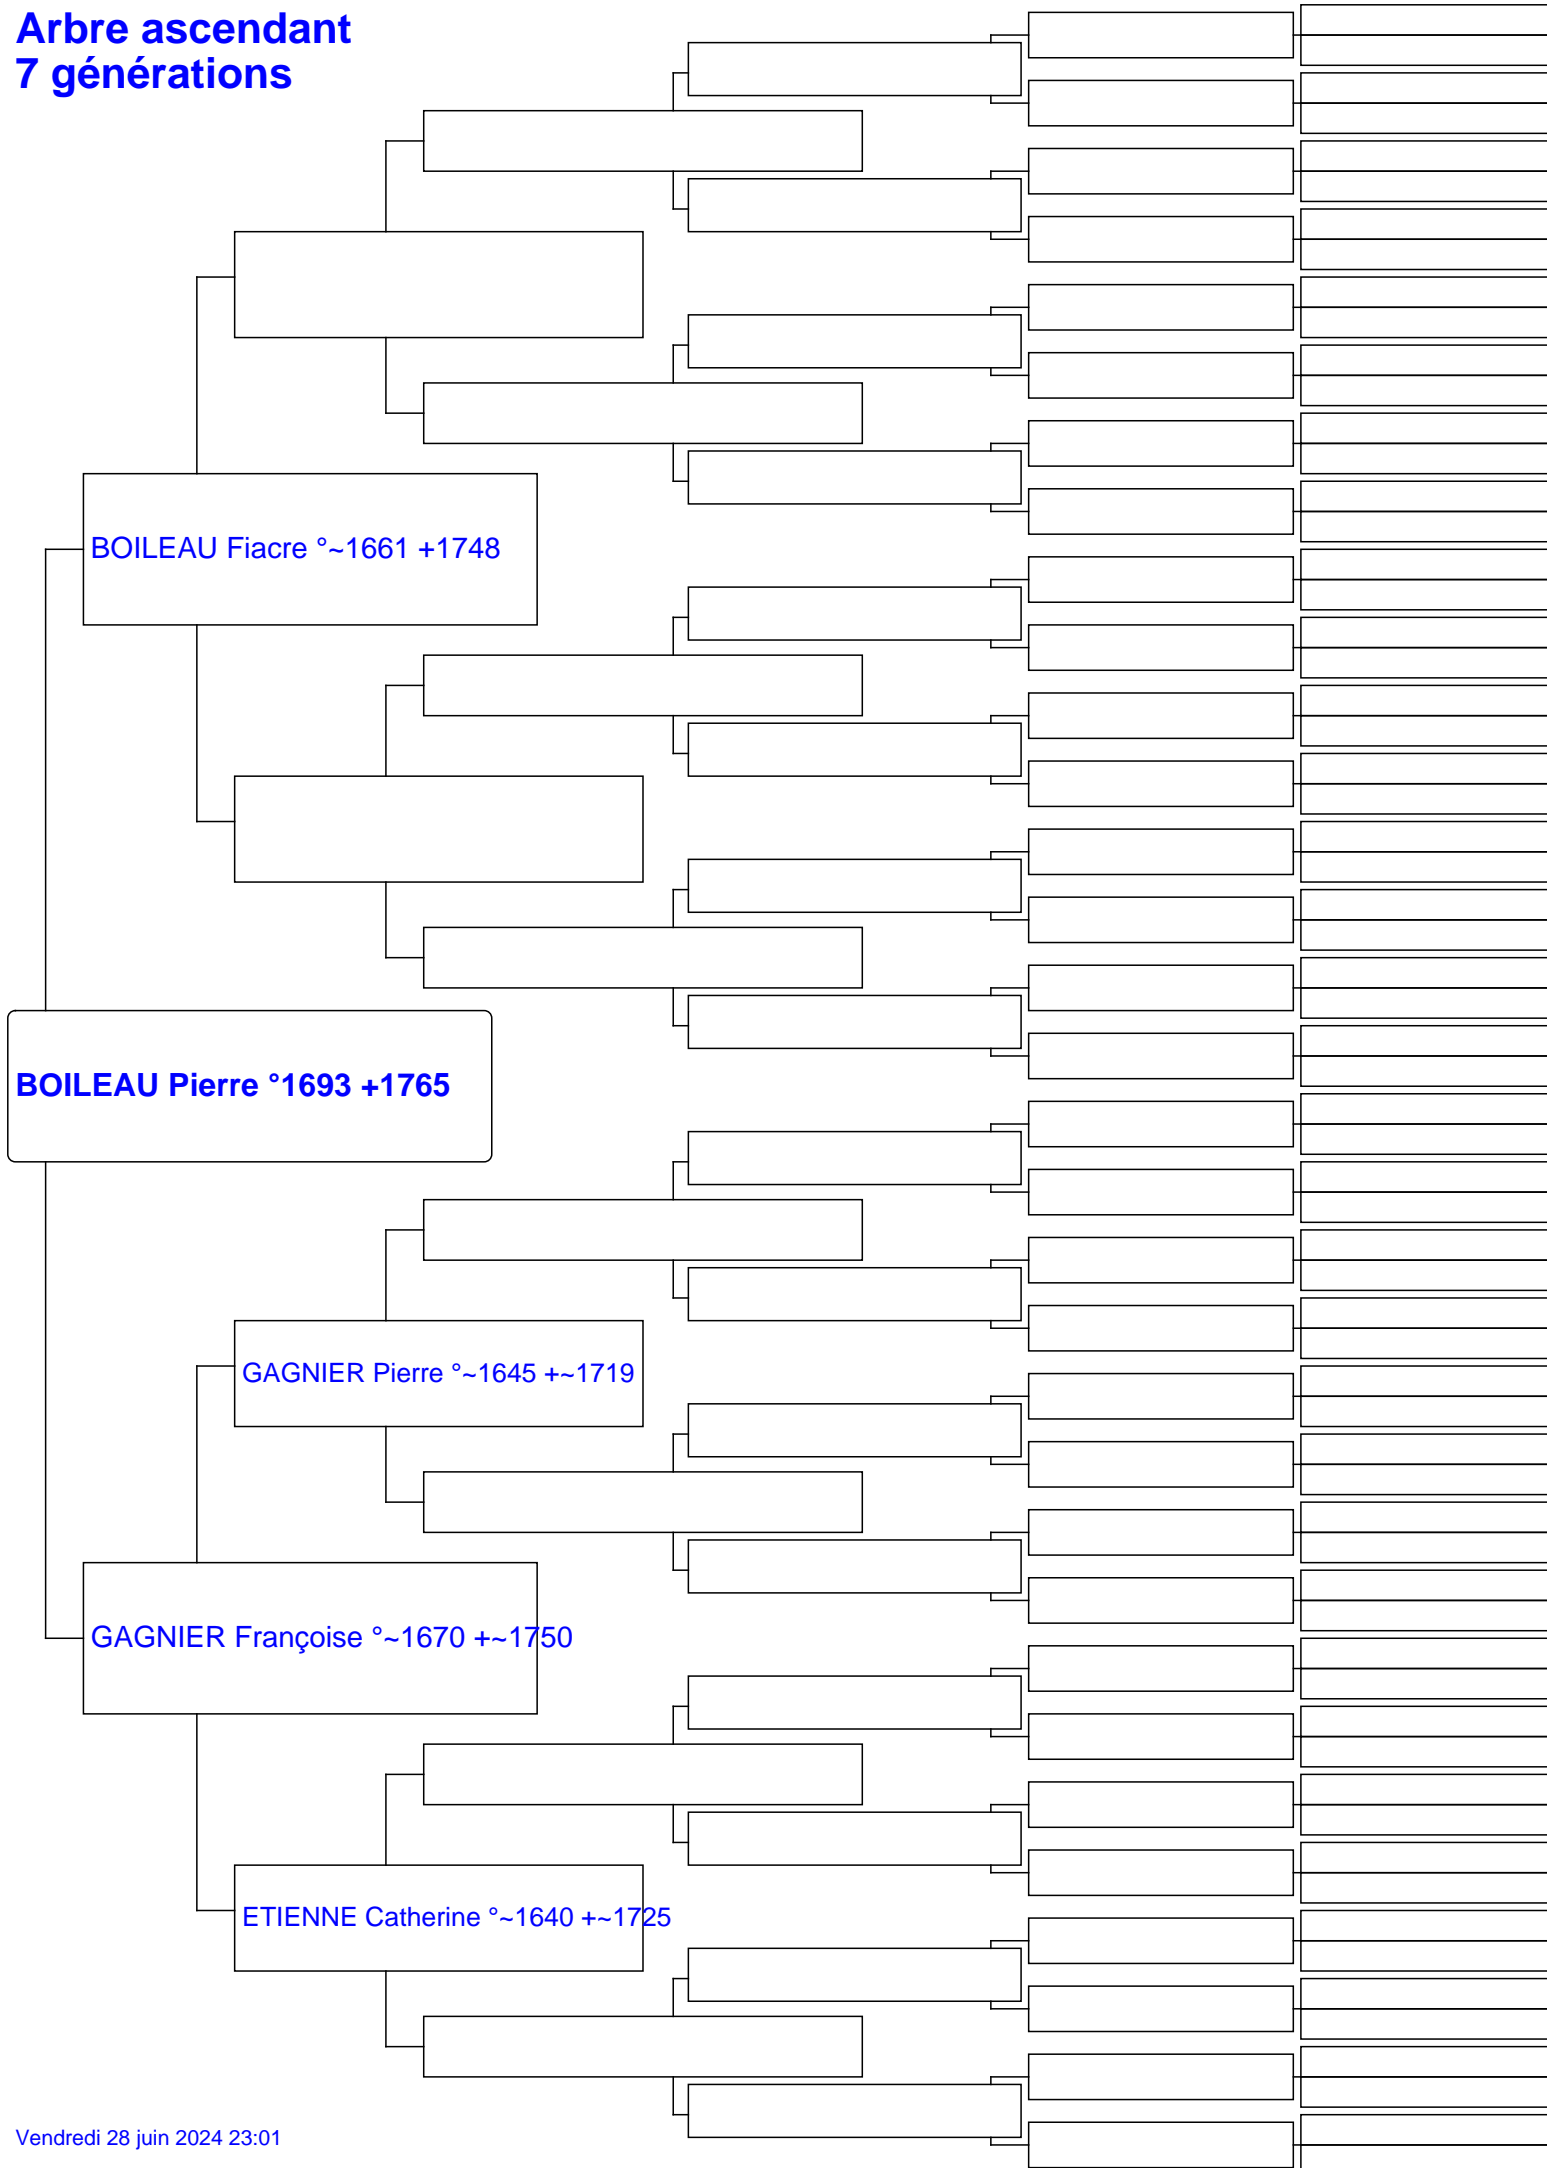 Arbre ascendant
7 générations
BOILEAU Fiacre °~1661 +1748
BOILEAU Pierre °1693 +1765
GAGNIER Pierre °~1645 +~1719
GAGNIER Françoise °~1670 +~1750
ETIENNE Catherine °~1640 +~1725
Vendredi 28 juin 2024 23:01